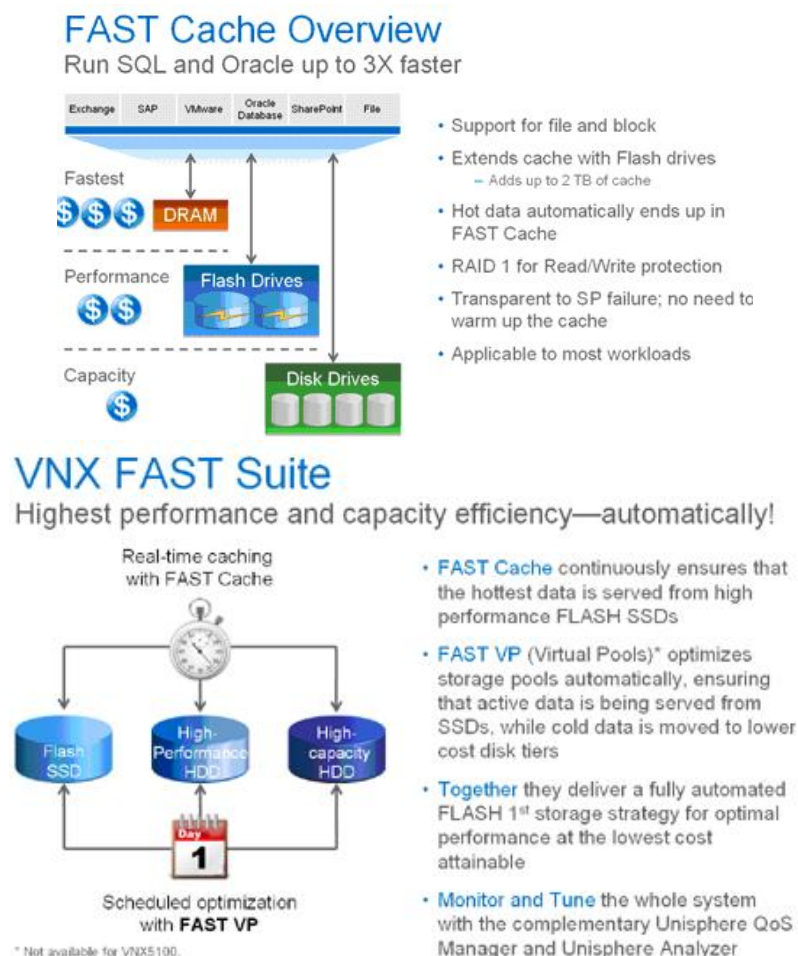 FAST Cache Overview
Run SQL and Oracle up to 3X faster
Exchange SAP VMware Oracle Database SharePoint File
Fastest
$ $ $ DRAM
Performance
$ $
Flash Drives
Capacity
$
Disk Drives
• Support for file and block
• Extends cache with Flash drives
– Adds up to 2 TB of cache
• Hot data automatically ends up in
FAST Cache
• RAID 1 for Read/Write protection
• Transparent to SP failure; no need to
warm up the cache
• Applicable to most workloads
VNX FAST Suite
Highest performance and capacity efficiency—automatically!
Real-time caching
with FAST Cache
Flash
SSD
High-
Performance
HDD
High-
capacity
HDD
Day
1
Scheduled optimization
with FAST VP
* Not available for VNX5100.
• FAST Cache continuously ensures that
the hottest data is served from high
performance FLASH SSDs
• FAST VP (Virtual Pools)* optimizes
storage pools automatically, ensuring
that active data is being served from
SSDs, while cold data is moved to lower
cost disk tiers
• Together they deliver a fully automated
FLASH 1st storage strategy for optimal
performance at the lowest cost
attainable
• Monitor and Tune the whole system
with the complementary Unisphere QoS
Manager and Unisphere Analyzer